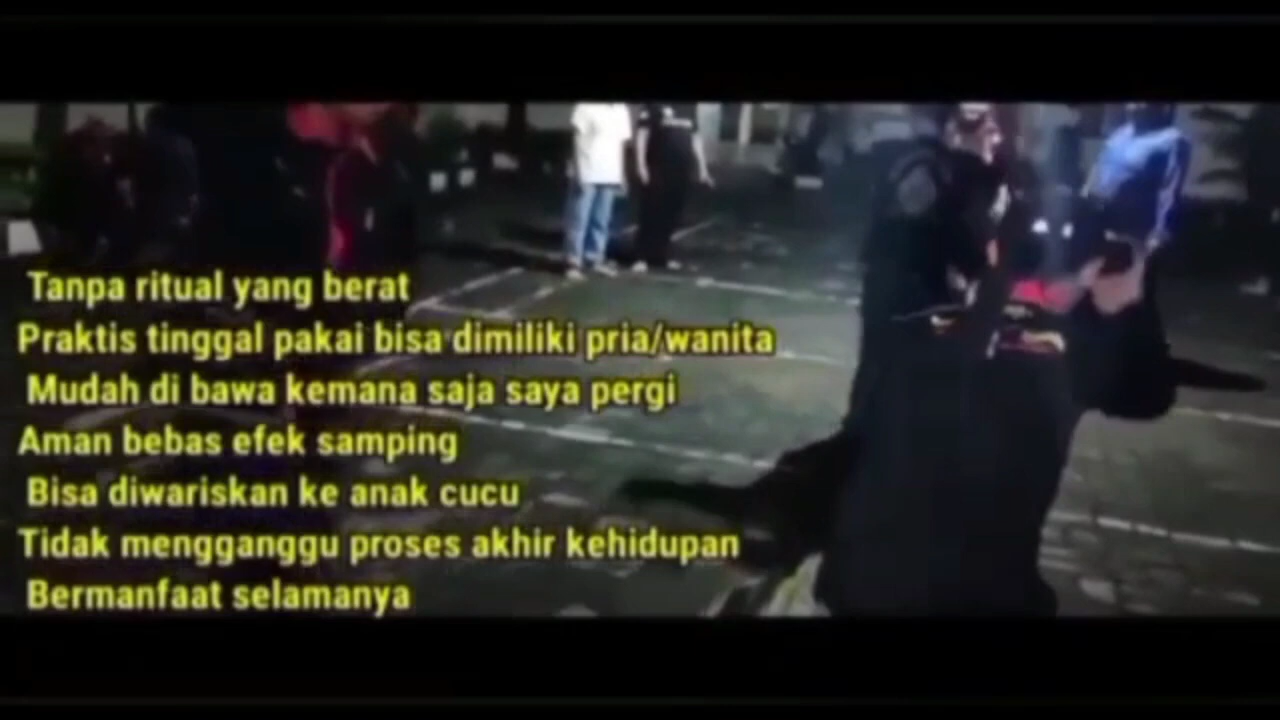 Tanpa ritual yang berat
Praktis tinggal pakai bisa dimiliki pria/wanita
Mudah di bawa kemana saja saya pergi
Aman bebas efek samping
Bisa diwariskan ke anak cucu
Tidak mengganggu proses akhir kehidupan
Bermanfaat selamanya